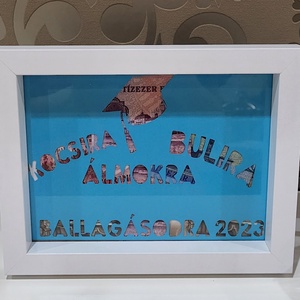 TÍZEZER F
KOCSIRA BULIRA
ÁLMOKRA
BALLAGÁSODRA 2023